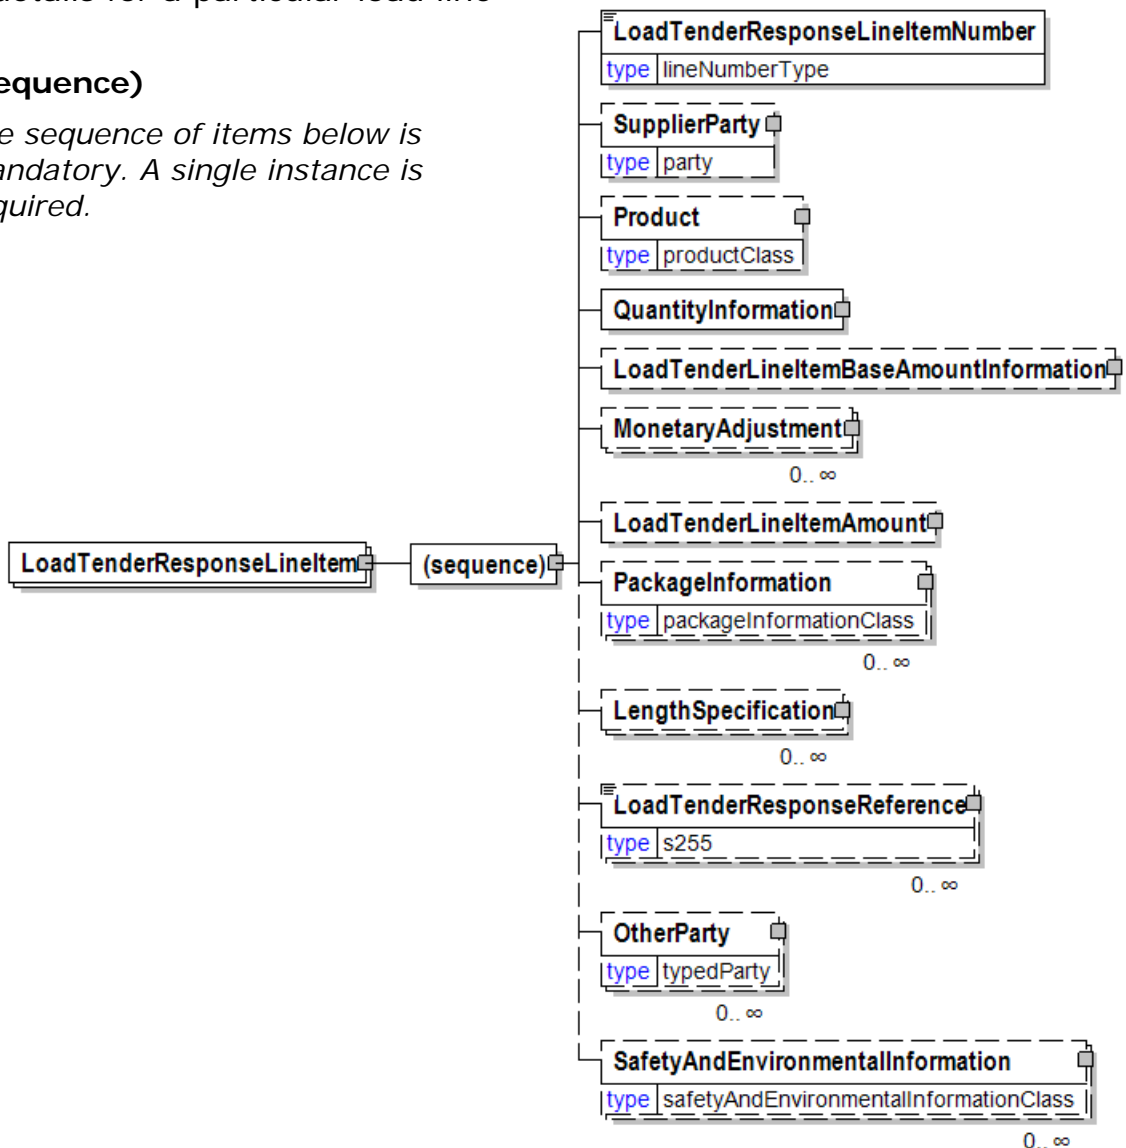 details for a particular load line
equence)
e sequence of items below is
andatory. A single instance is
quired.
LoadTenderResponseLineItem
(sequence)
LoadTenderResponseLineItemNumber
type lineNumberType
SupplierParty
type party
Product
type productClass
QuantityInformation
LoadTenderLineItemBaseAmountInformation
MonetaryAdjustment
0.. ∞
LoadTenderLineItemAmount
PackageInformation
type packageInformationClass
0.. ∞
LengthSpecification
0.. ∞
LoadTenderResponseReference
type s255
0.. ∞
OtherParty
type typedParty
0.. ∞
SafetyAndEnvironmentalInformation
type safetyAndEnvironmentalInformationClass
0.. ∞